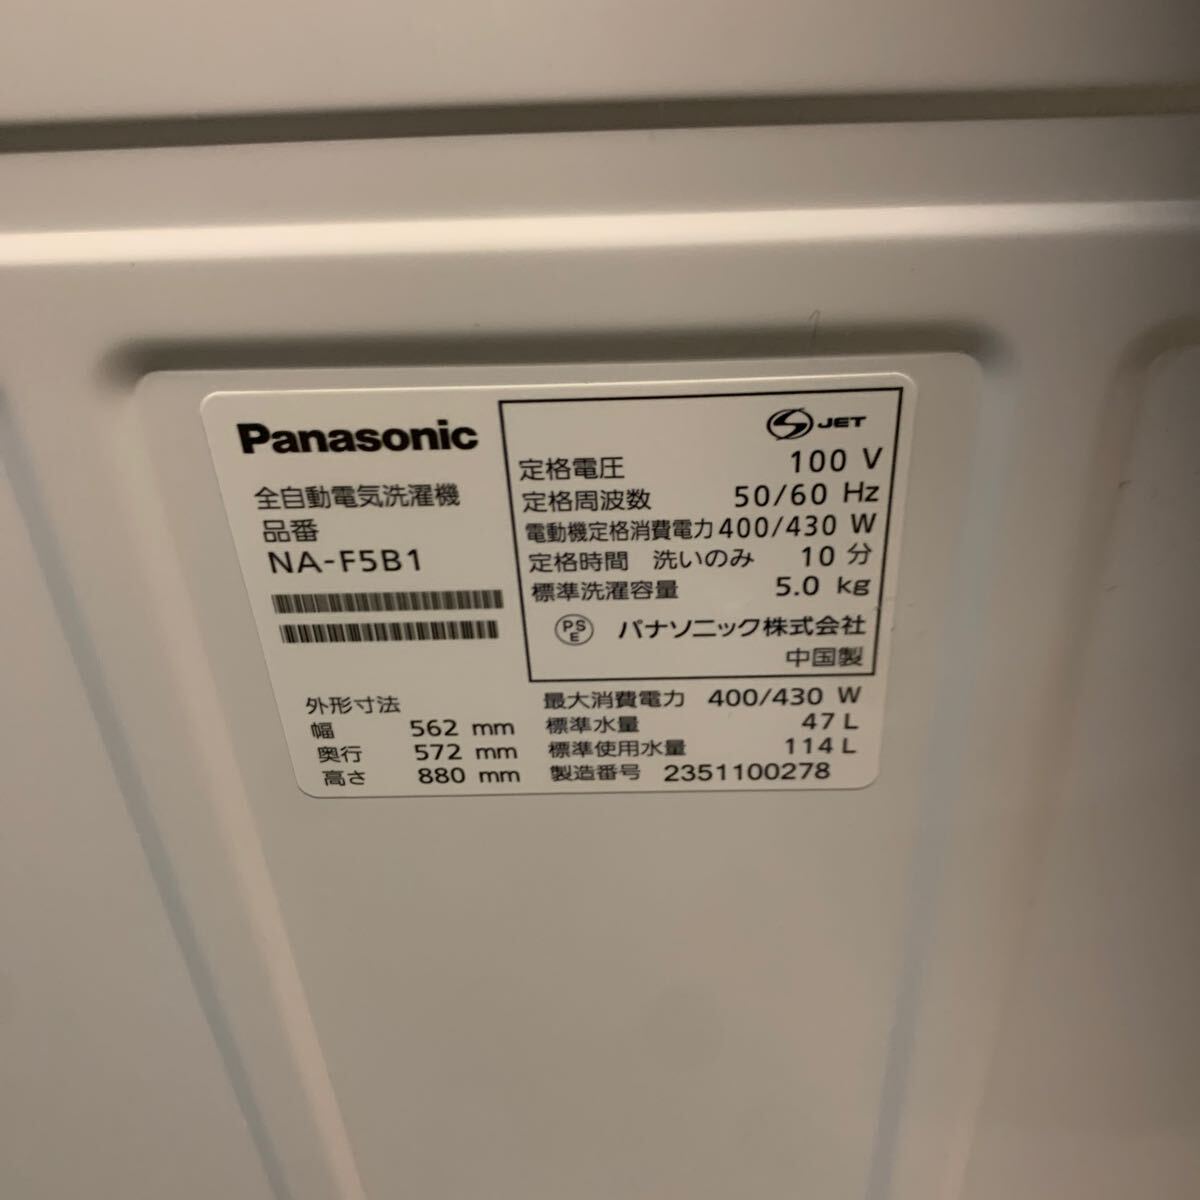 Panasonic
全自動電気洗濯機
品番
NA-F5B1
S JET
定格電圧 100 V
定格周波数 50/60 Hz
電動機定格消費電力 400/430 W
定格時間 洗いのみ 10 分
標準洗濯容量 5.0 kg
PS E パナソニック株式会社
中国製
外形寸法
幅 562 mm
奥行 572 mm
高さ 880 mm
最大消費電力 400/430 W
標準水量 47 L
標準使用水量 114 L
製造番号 2351100278